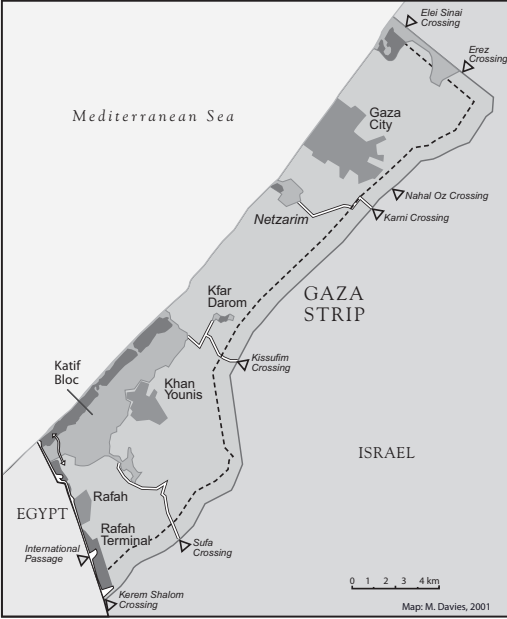 Elei Sinai
Crossing
Erez
Crossing
Mediterranean Sea
Gaza
City
Nahal Oz Crossing
Netzarim
Karni Crossing
Kfar
Darom
GAZA
STRIP
Kissufim
Crossing
Katif
Bloc
Khan
Younis
ISRAEL
Rafah
EGYPT
Rafah
Terminal
International
Passage
Sufa
Crossing
0 1 2 3 4 km
Kerem Shalom
Crossing
Map: M. Davies, 2001